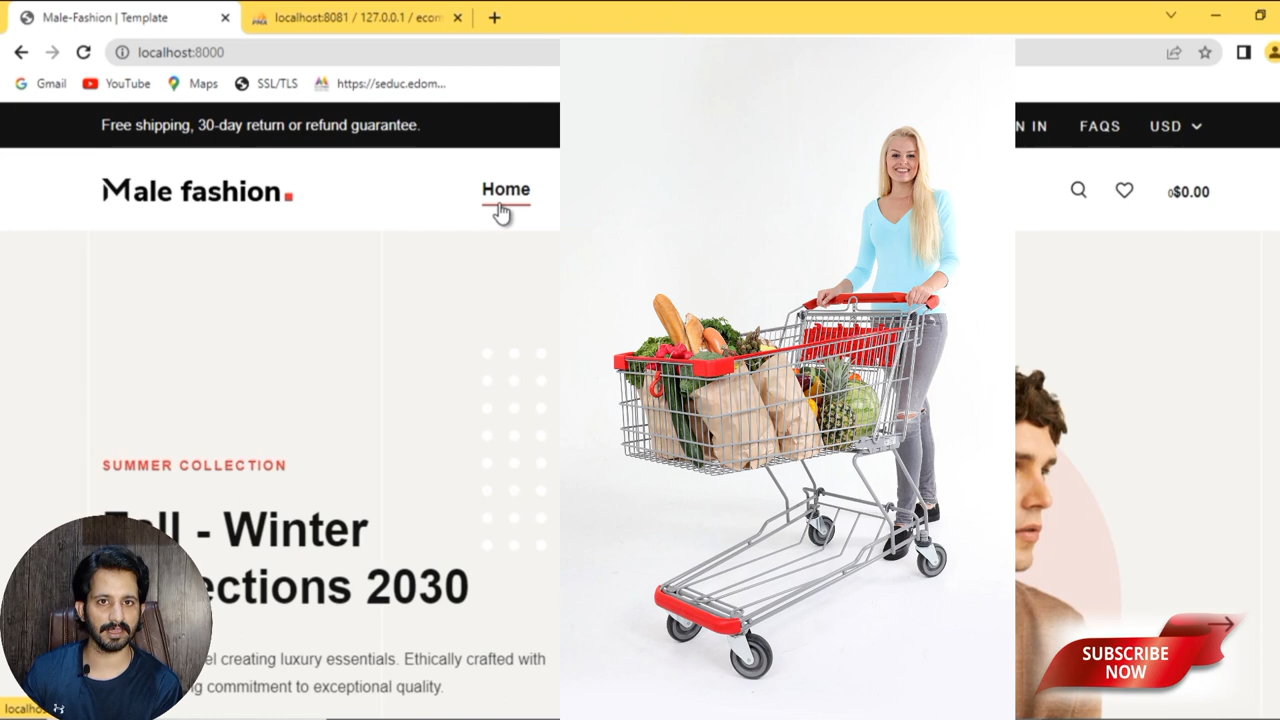 Male-Fashion | Template
localhost:8081 / 127.0.0.1 / ecom
localhost:8000
Gmail YouTube Maps SSL/TLS https://seduc.edom...
Free shipping, 30-day return or refund guarantee.
N IN FAQS USD
Male fashion.
Home
0$0.00
SUMMER COLLECTION
Fall - Winter
ections 2030
el creating luxury essentials. Ethically crafted with
ng commitment to exceptional quality.
SUBSCRIBE
NOW
localho